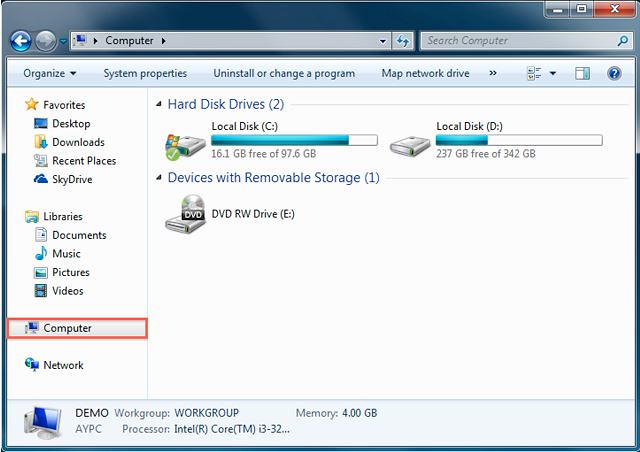 Computer
Search Computer
Organize System properties Uninstall or change a program Map network drive »
Favorites
Desktop
Downloads
Recent Places
SkyDrive
Libraries
Documents
Music
Pictures
Videos
Computer
Network
Hard Disk Drives (2)
Local Disk (C:)
16.1 GB free of 97.6 GB
Local Disk (D:)
237 GB free of 342 GB
Devices with Removable Storage (1)
DVD
DVD RW Drive (E:)
DEMO Workgroup: WORKGROUP Memory: 4.00 GB
AYPC Processor: Intel(R) Core(TM) i3-32...